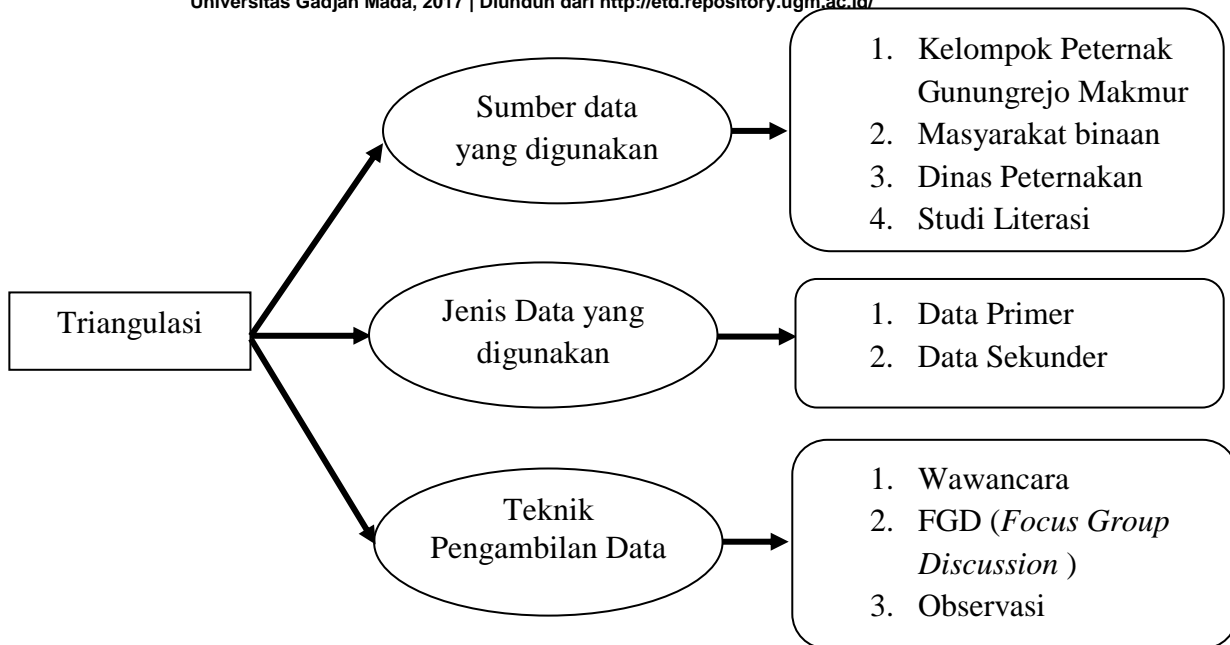 Universitas Gadjah Mada, 2017 | Diunduh dari http://etd.repository.ugm.ac.id/
Sumber data
yang digunakan
1. Kelompok Peternak
Gunungrejo Makmur
2. Masyarakat binaan
3. Dinas Peternakan
4. Studi Literasi
Triangulasi
Jenis Data yang
digunakan
1. Data Primer
2. Data Sekunder
Teknik
Pengambilan Data
1. Wawancara
2. FGD (Focus Group
Discussion )
3. Observasi